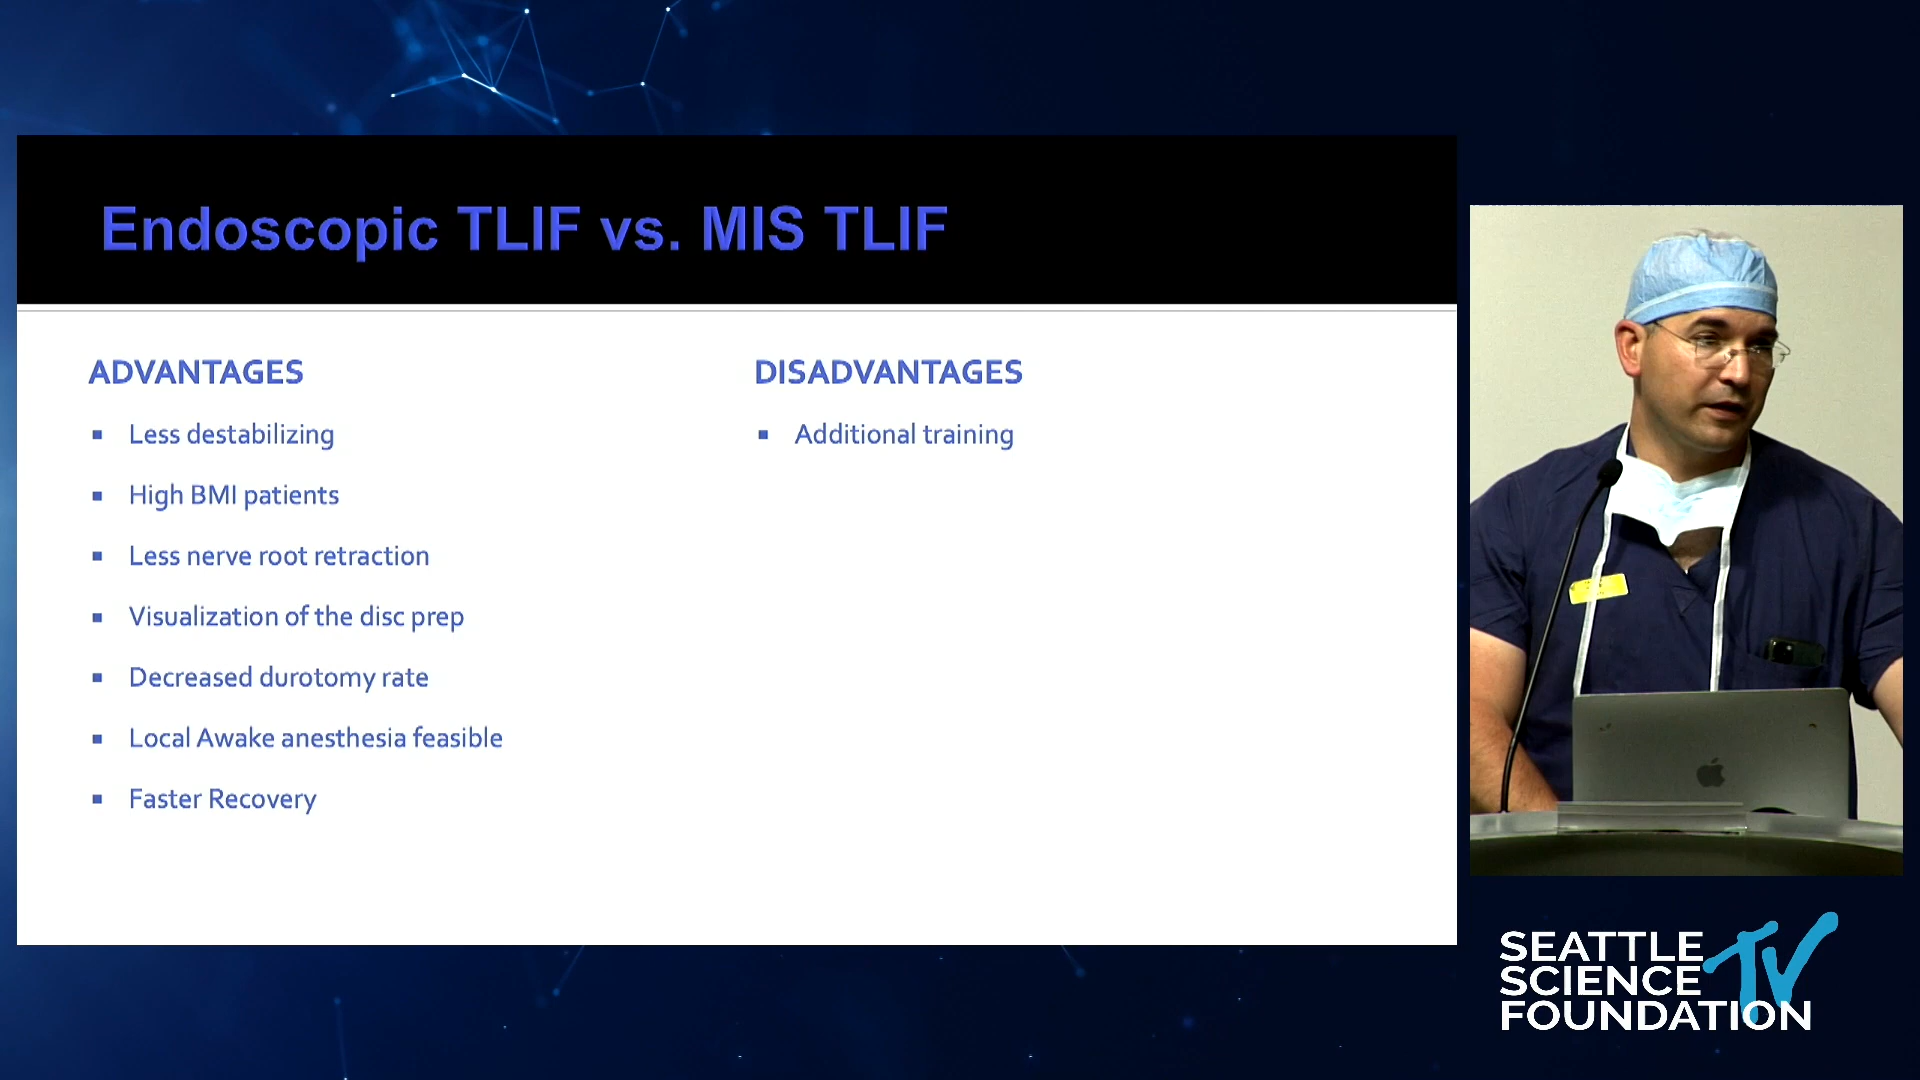 Endoscopic TLIF vs. MIS TLIF
ADVANTAGES
Less destabilizing
High BMI patients
Less nerve root retraction
Visualization of the disc prep
Decreased durotomy rate
Local Awake anesthesia feasible
Faster Recovery
DISADVANTAGES
Additional training
SEATTLE
SCIENCE
FOUNDATION
TV